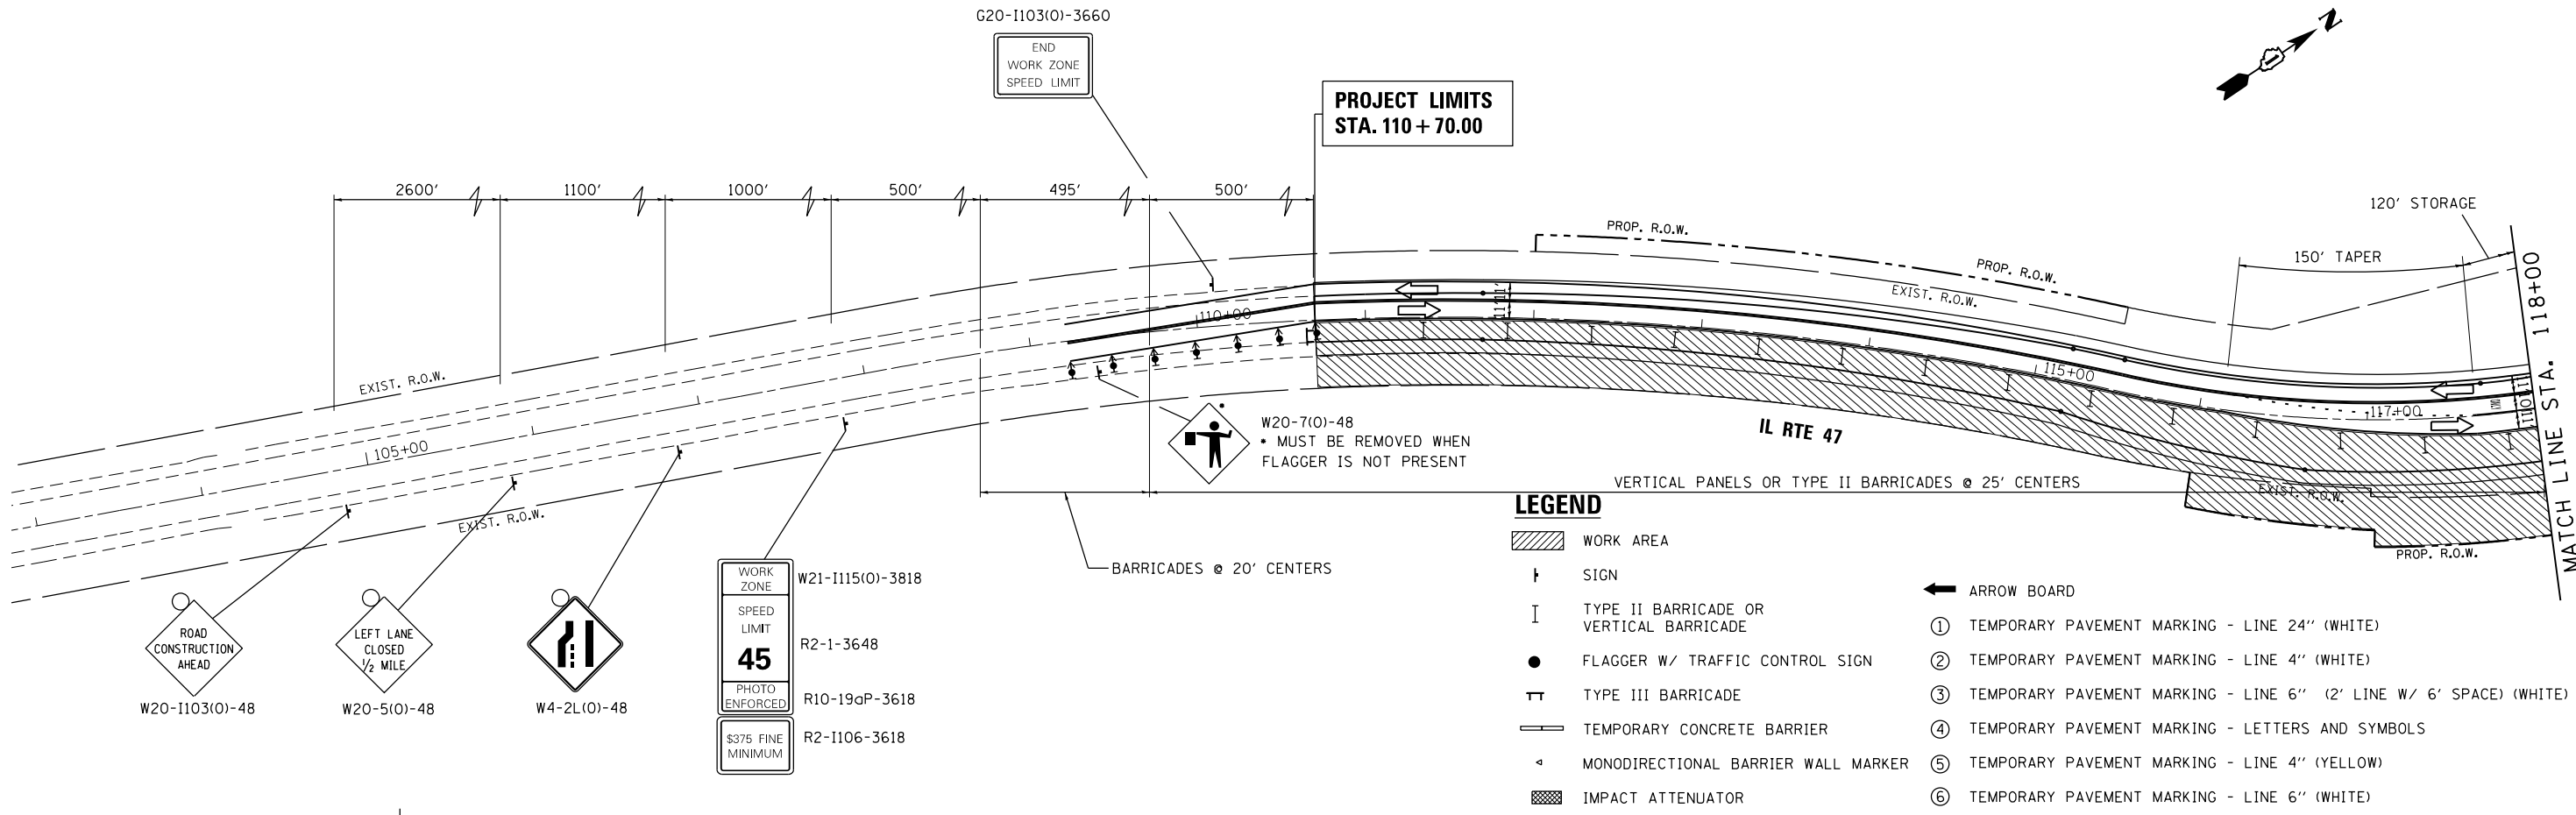 G20-I103(O)-3660
END
WORK ZONE
SPEED LIMIT
N
PROJECT LIMITS
STA. 110+70.00
2600'
1100'
1000'
500'
495'
500'
120' STORAGE
150' TAPER
PROP. R.O.W.
PROP. R.O.W.
EXIST. R.O.W.
11'
11'
110+00
115+00
117+00
11'
10'
11'
MATCH LINE STA. 118+00
EXIST. R.O.W.
105+00
EXIST. R.O.W.
IL RTE 47
*
W20-7(O)-48
* MUST BE REMOVED WHEN
FLAGGER IS NOT PRESENT
VERTICAL PANELS OR TYPE II BARRICADES @ 25' CENTERS
EXIST. R.O.W.
PROP. R.O.W.
BARRICADES @ 20' CENTERS
ROAD
CONSTRUCTION
AHEAD
W20-I103(O)-48
LEFT LANE
CLOSED
½ MILE
W20-5(O)-48
W4-2L(O)-48
WORK
ZONE
W21-I115(O)-3818
SPEED
LIMIT
45
R2-1-3648
PHOTO
ENFORCED
R10-19aP-3618
$375 FINE
MINIMUM
R2-I106-3618
LEGEND
WORK AREA
SIGN
TYPE II BARRICADE OR
VERTICAL BARRICADE
FLAGGER W/ TRAFFIC CONTROL SIGN
TYPE III BARRICADE
TEMPORARY CONCRETE BARRIER
MONODIRECTIONAL BARRIER WALL MARKER
IMPACT ATTENUATOR
ARROW BOARD
1 TEMPORARY PAVEMENT MARKING - LINE 24'' (WHITE)
2 TEMPORARY PAVEMENT MARKING - LINE 4'' (WHITE)
3 TEMPORARY PAVEMENT MARKING - LINE 6'' (2' LINE W/ 6' SPACE) (WHITE)
4 TEMPORARY PAVEMENT MARKING - LETTERS AND SYMBOLS
5 TEMPORARY PAVEMENT MARKING - LINE 4'' (YELLOW)
6 TEMPORARY PAVEMENT MARKING - LINE 6'' (WHITE)